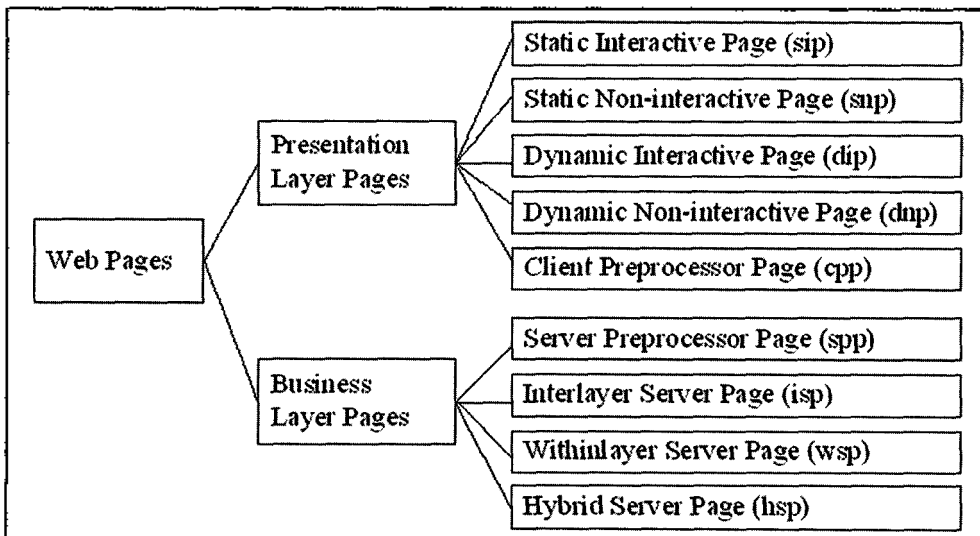 Web Pages
Presentation
Layer Pages
Business
Layer Pages
Static Interactive Page (sip)
Static Non-interactive Page (snp)
Dynamic Interactive Page (dip)
Dynamic Non-interactive Page (dnp)
Client Preprocessor Page (cpp)
Server Preprocessor Page (spp)
Interlayer Server Page (isp)
Withinlayer Server Page (wsp)
Hybrid Server Page (hsp)